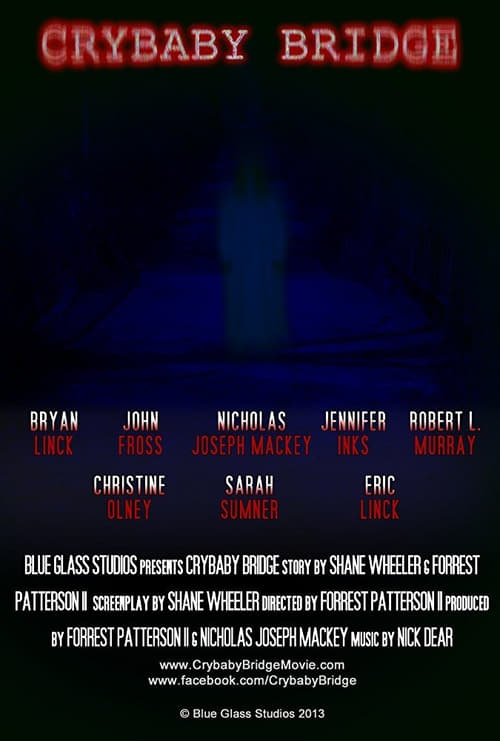 CRYBABY BRIDGE
BRYAN LINCK
JOHN FROSS
NICHOLAS JOSEPH MACKEY
JENNIFER INKS
ROBERT L. MURRAY
CHRISTINE OLNEY
SARAH SUMNER
ERIC LINCK
BLUE GLASS STUDIOS PRESENTS CRYBABY BRIDGE STORY BY SHANE WHEELER & FORREST
PATTERSON II SCREENPLAY BY SHANE WHEELER DIRECTED BY FORREST PATTERSON II PRODUCED
BY FORREST PATTERSON II & NICHOLAS JOSEPH MACKEY MUSIC BY NICK DEAR
www.CrybabyBridgeMovie.com
www.facebook.com/CrybabyBridge
© Blue Glass Studios 2013